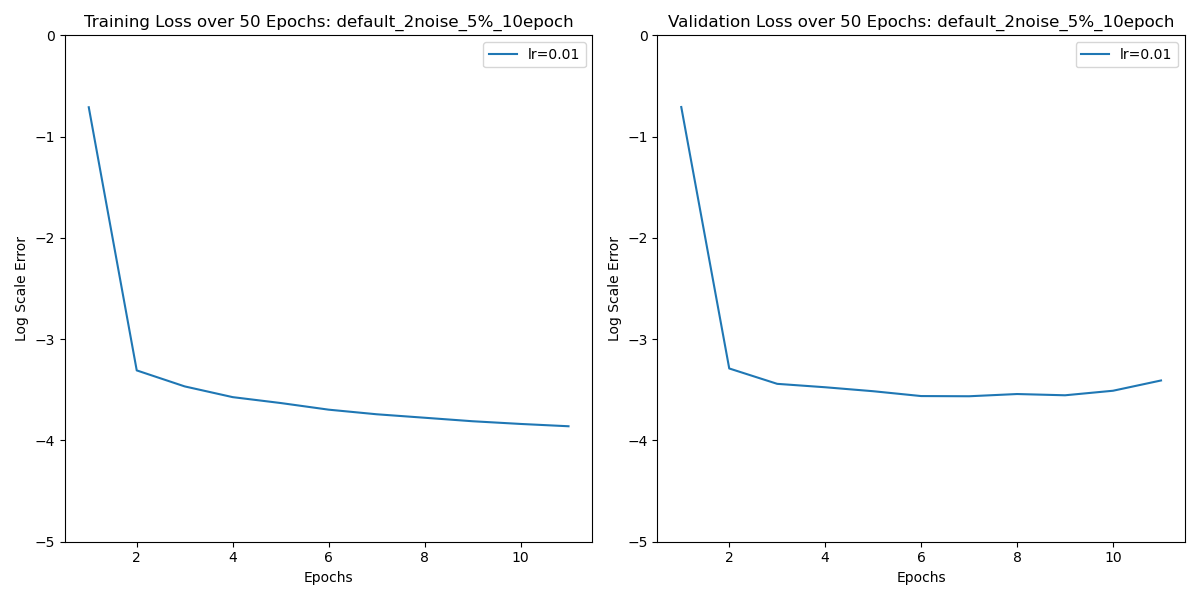 Training Loss over 50 Epochs: default_2noise_5%_10epoch
lr=0.01
0
−1
−2
−3
−4
−5
Log Scale Error
2
4
6
8
10
Epochs
Validation Loss over 50 Epochs: default_2noise_5%_10epoch
lr=0.01
0
−1
−2
−3
−4
−5
Log Scale Error
2
4
6
8
10
Epochs